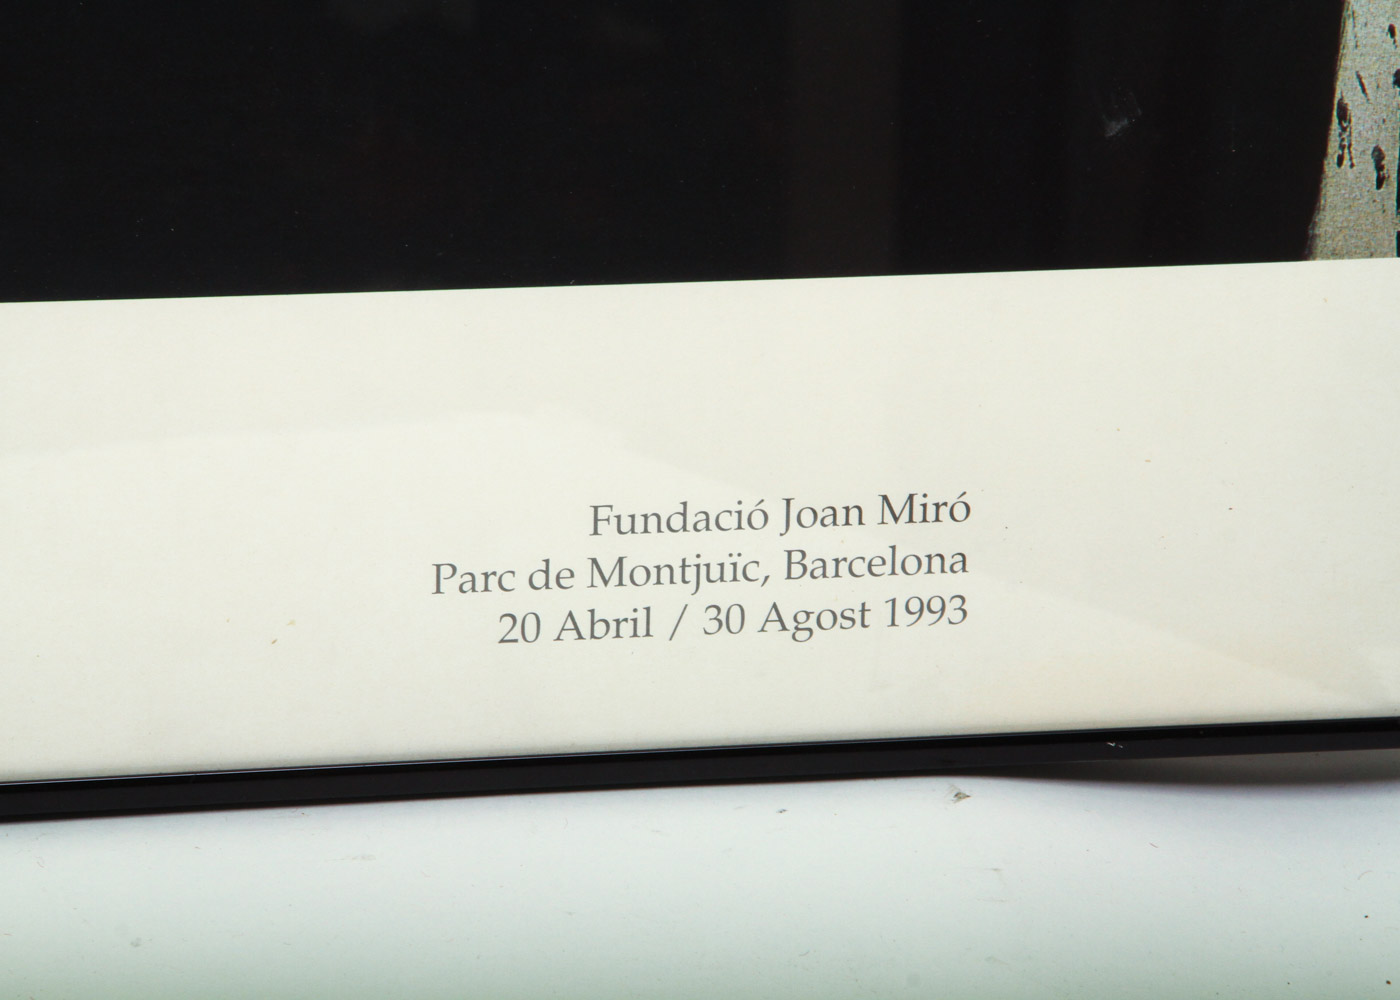 Fundació Joan Miró
Parc de Montjuïc, Barcelona
20 Abril / 30 Agost 1993